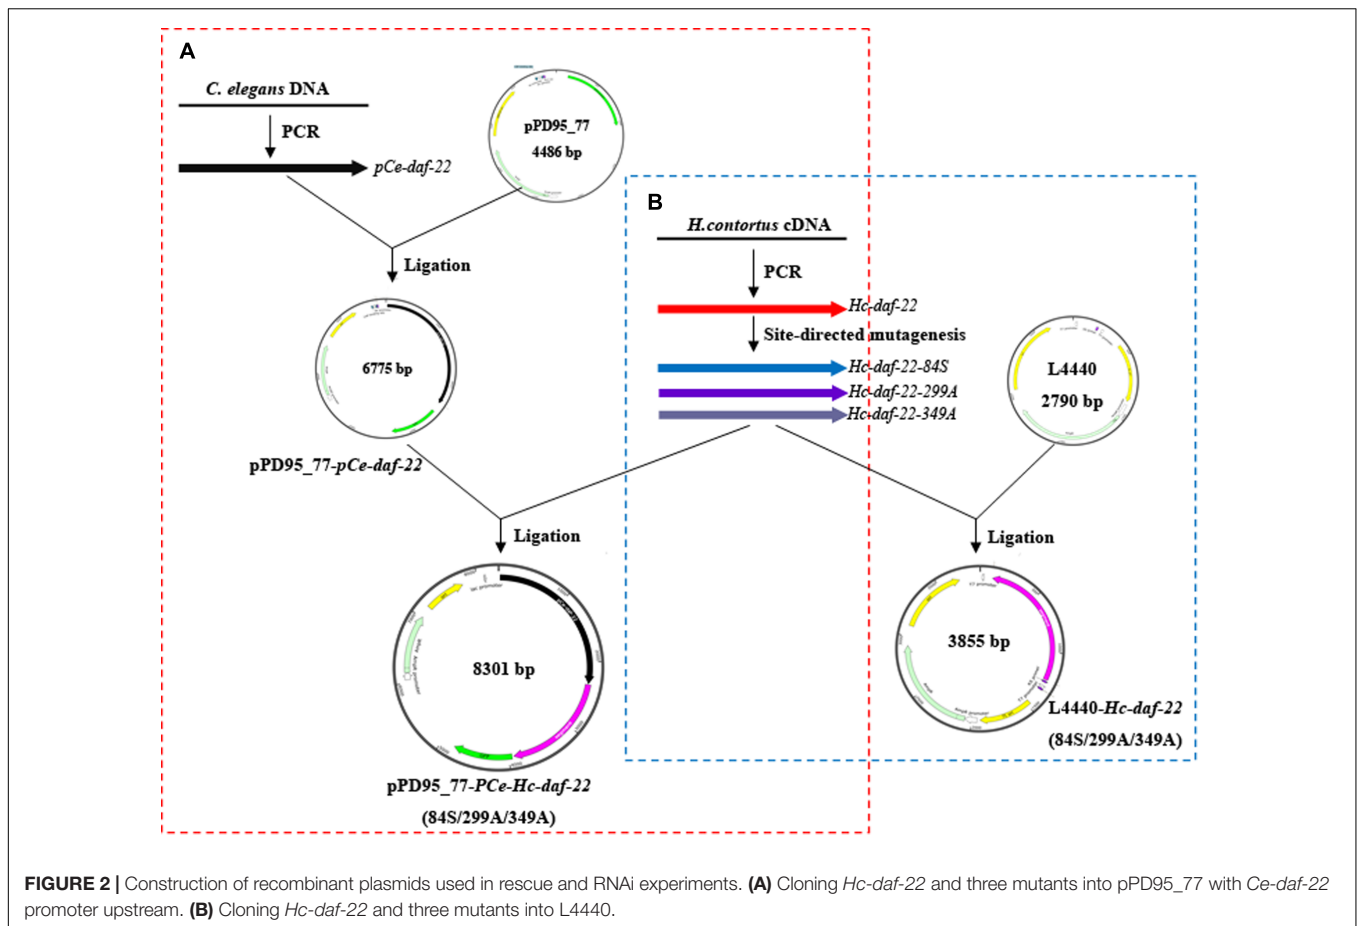 A
C. elegans DNA
PCR
pCe-daf-22
pPD95_77
4486 bp
Ligation
6775 bp
pPD95_77-pCe-daf-22
B
H.contortus cDNA
PCR
Hc-daf-22
Site-directed mutagenesis
Hc-daf-22-84S
Hc-daf-22-299A
Hc-daf-22-349A
L4440
2790 bp
Ligation
8301 bp
pPD95_77-PCe-Hc-daf-22
(84S/299A/349A)
Ligation
3855 bp
L4440-Hc-daf-22
(84S/299A/349A)
FIGURE 2 | Construction of recombinant plasmids used in rescue and RNAi experiments. (A) Cloning Hc-daf-22 and three mutants into pPD95_77 with Ce-daf-22
promoter upstream. (B) Cloning Hc-daf-22 and three mutants into L4440.